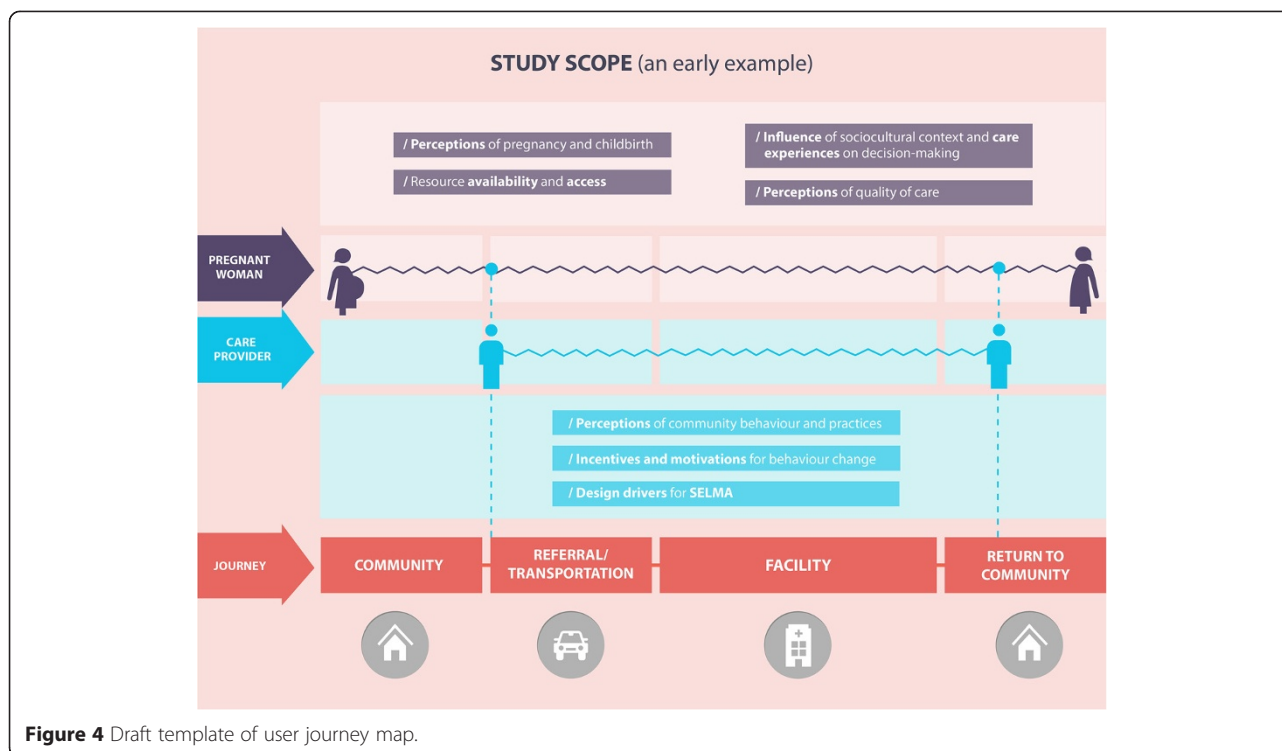 STUDY SCOPE (an early example)
/ Perceptions of pregnancy and childbirth
/ Resource availability and access
/ Influence of sociocultural context and care
experiences on decision-making
/ Perceptions of quality of care
PREGNANT
WOMAN
CARE
PROVIDER
/ Perceptions of community behaviour and practices
/ Incentives and motivations for behaviour change
/ Design drivers for SELMA
JOURNEY
COMMUNITY
REFERRAL/
TRANSPORTATION
FACILITY
RETURN TO
COMMUNITY
Figure 4 Draft template of user journey map.